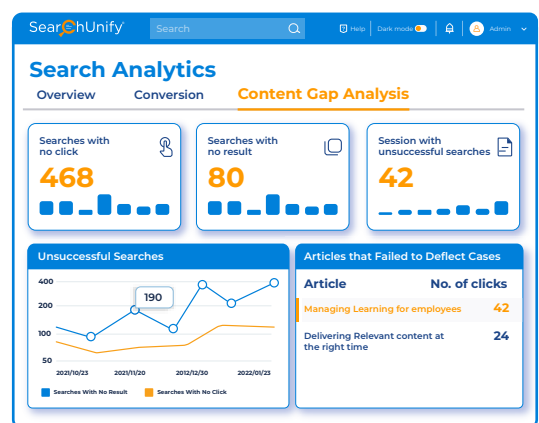 SearchUnify
Search
Help
Dark mode
Admin
Search Analytics
Overview
Conversion
Content Gap Analysis
Searches with
no click
468
Searches with
no result
80
Session with
unsuccessful searches
42
Unsuccessful Searches
400
200
100
50
190
2021/10/23
2021/11/20
2012/12/30
2022/01/23
Searches With No Result
Searches With No Click
Articles that Failed to Deflect Cases
Article
No. of clicks
Managing Learning for employees
42
Delivering Relevant content at
the right time
24